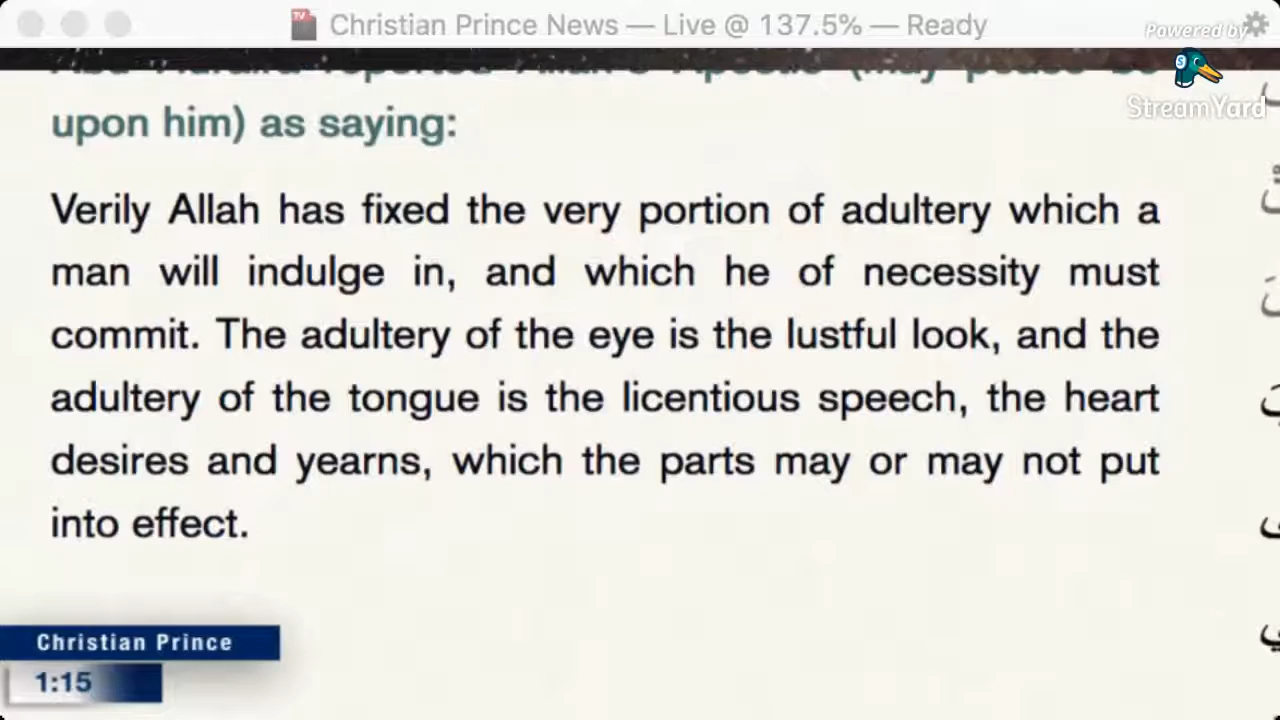 Christian Prince News — Live @ 137.5% — Ready
Powered by
StreamYard
upon him) as saying:
Verily Allah has fixed the very portion of adultery which a
man will indulge in, and which he of necessity must
commit. The adultery of the eye is the lustful look, and the
adultery of the tongue is the licentious speech, the heart
desires and yearns, which the parts may or may not put
into effect.
Christian Prince
1:15